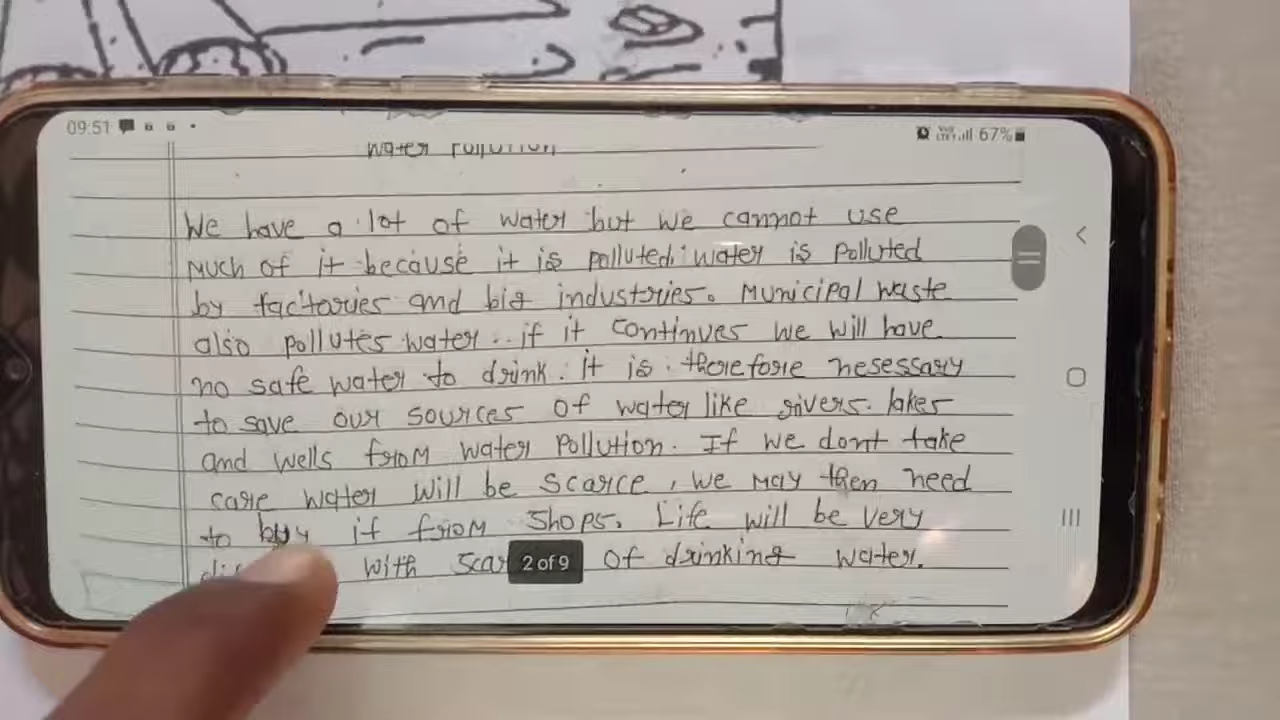 09:51
67%
Water Pollution
We have a lot of water but we cannot use
Much of it because it is polluted. water is polluted
by factories and big industries. Municipal waste
also pollutes water.. if it continues we will have
no safe water to drink. it is. therefore nesessary
to save our sources of water like rivers. lakes
and wells from water pollution. If we dont take
care water will be scarce, we may then need
to buy it from shops. Life will be very
with 2 of 9 of drinking water.